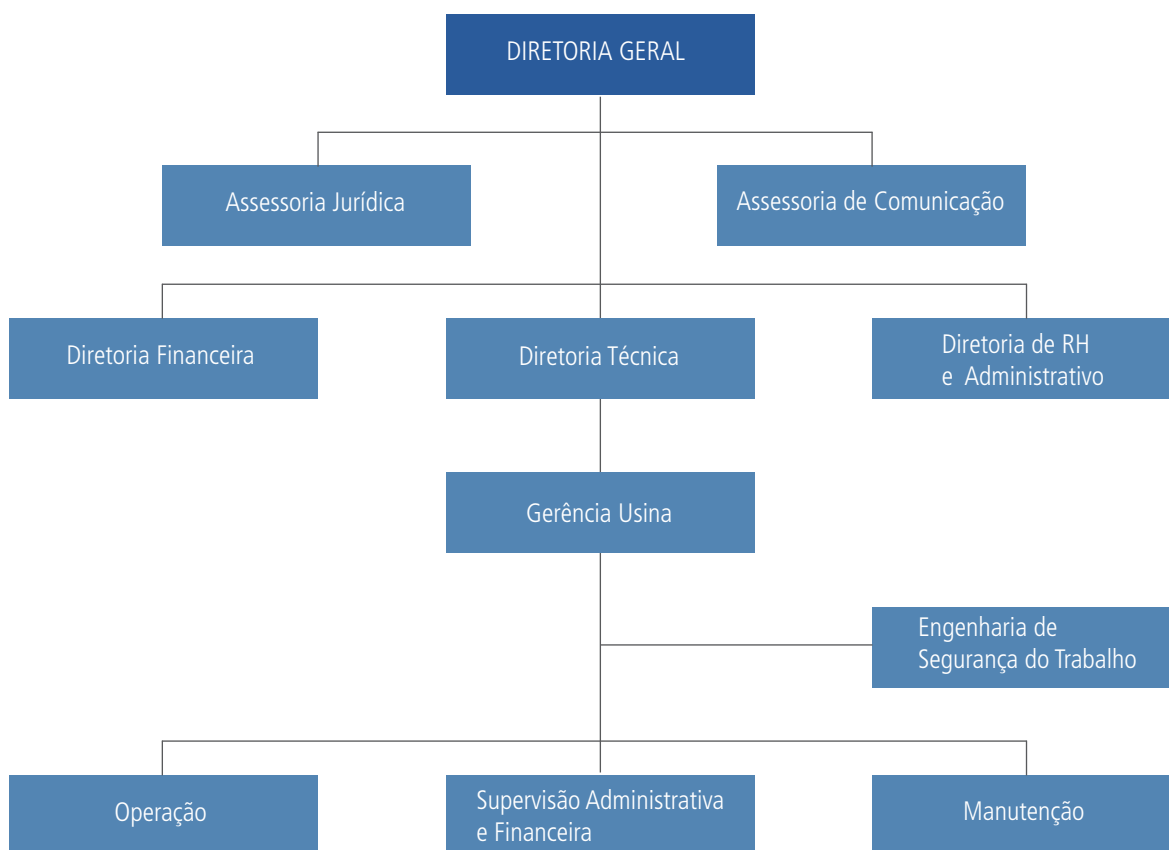 DIRETORIA GERAL
Assessoria Jurídica
Assessoria de Comunicação
Diretoria Financeira
Diretoria Técnica
Diretoria de RH
e Administrativo
Gerência Usina
Engenharia de
Segurança do Trabalho
Operação
Supervisão Administrativa
e Financeira
Manutenção